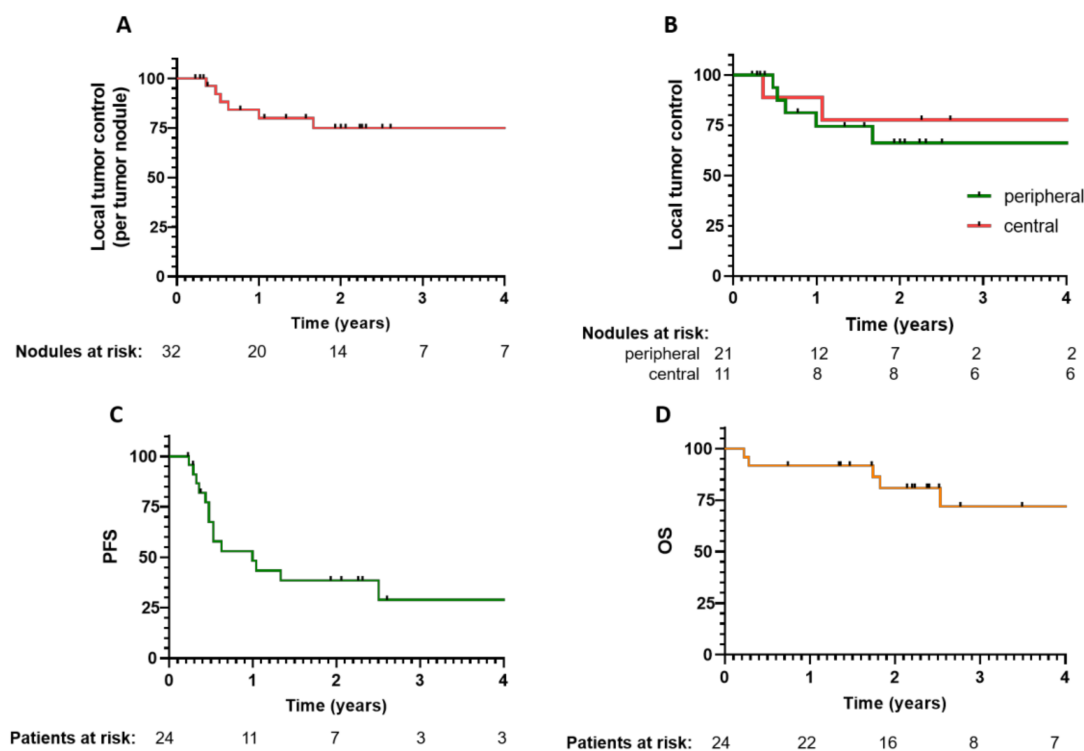 A
Local tumor control
(per tumor nodule)
100
75
50
25
0
0 1 2 3 4
Time (years)
Nodules at risk: 32 20 14 7 7
B
Local tumor control
100
75
50
25
0
peripheral
central
0 1 2 3 4
Time (years)
Nodules at risk:
peripheral 21 12 7 2 2
central 11 8 8 6 6
C
PFS
100
75
50
25
0
0 1 2 3 4
Time (years)
Patients at risk: 24 11 7 3 3
D
OS
100
75
50
25
0
0 1 2 3 4
Time (years)
Patients at risk: 24 22 16 8 7